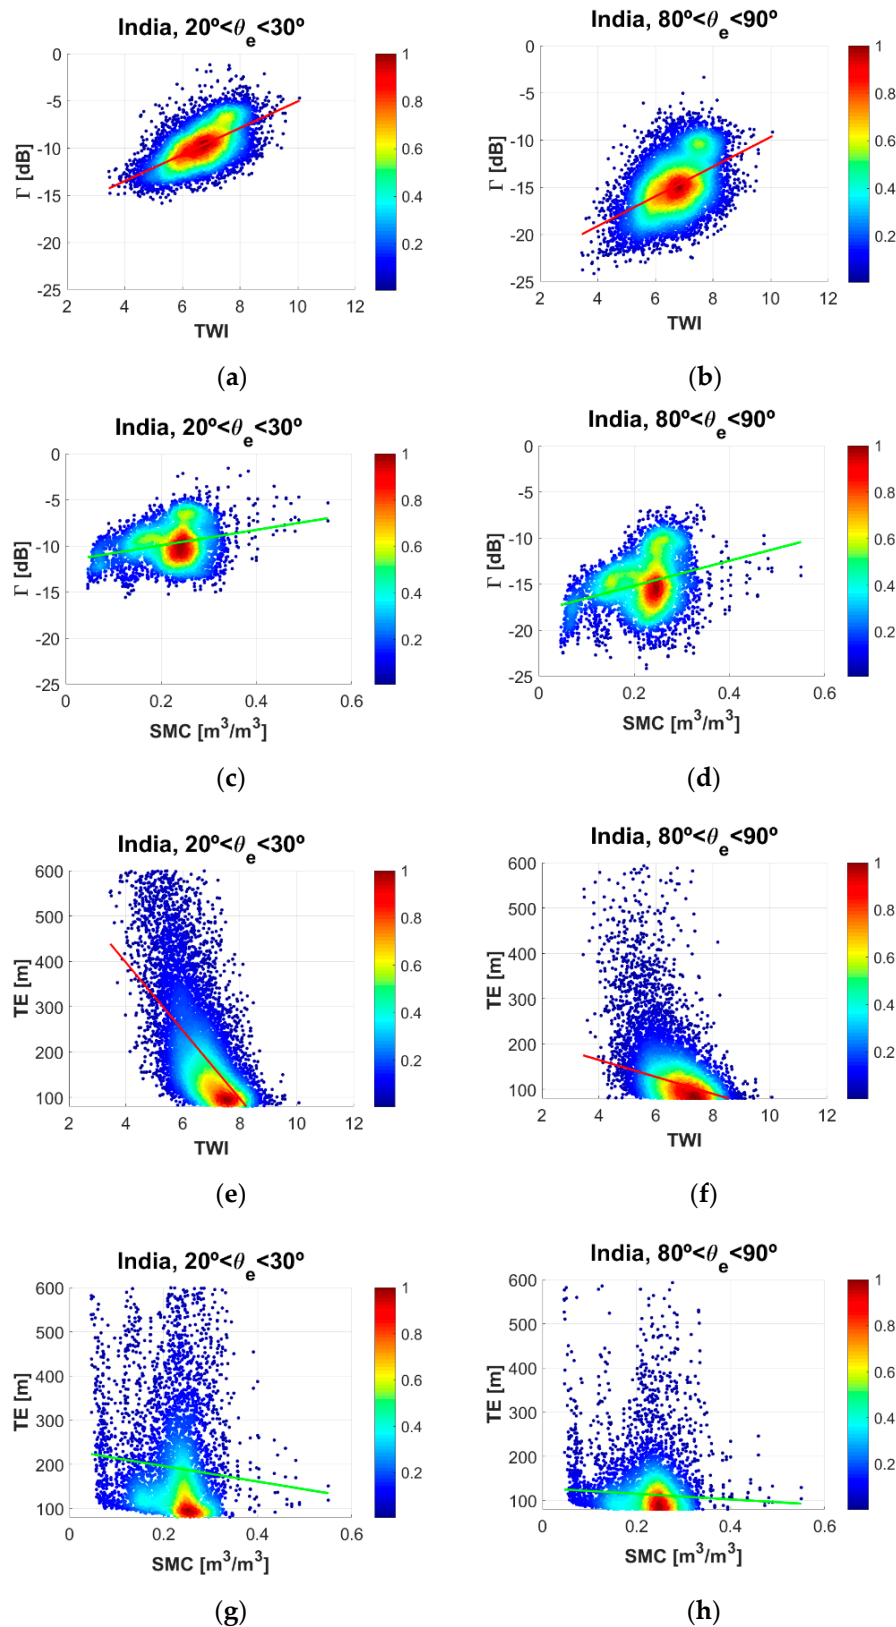 India, 20º<θe<30°
0
-5
-10
-15
-20
-25
Γ [dB]
2 4 6 8 10 12
TWI
1
0.8
0.6
0.4
0.2
(a)
India, 80º<θe<90°
0
-5
-10
-15
-20
-25
Γ [dB]
2 4 6 8 10 12
TWI
1
0.8
0.6
0.4
0.2
(b)
India, 20º<θe<30°
0
-5
-10
-15
-20
-25
Γ [dB]
0 0.2 0.4 0.6
SMC [m³/m³]
1
0.8
0.6
0.4
0.2
(c)
India, 80º<θe<90°
0
-5
-10
-15
-20
-25
Γ [dB]
0 0.2 0.4 0.6
SMC [m³/m³]
1
0.8
0.6
0.4
0.2
(d)
India, 20º<θe<30°
600
500
400
300
200
100
TE [m]
2 4 6 8 10 12
TWI
1
0.8
0.6
0.4
0.2
(e)
India, 80º<θe<90°
600
500
400
300
200
100
TE [m]
2 4 6 8 10 12
TWI
1
0.8
0.6
0.4
0.2
(f)
India, 20º<θe<30°
600
500
400
300
200
100
TE [m]
0 0.2 0.4 0.6
SMC [m³/m³]
1
0.8
0.6
0.4
0.2
(g)
India, 80º<θe<90°
600
500
400
300
200
100
TE [m]
0 0.2 0.4 0.6
SMC [m³/m³]
1
0.8
0.6
0.4
0.2
(h)